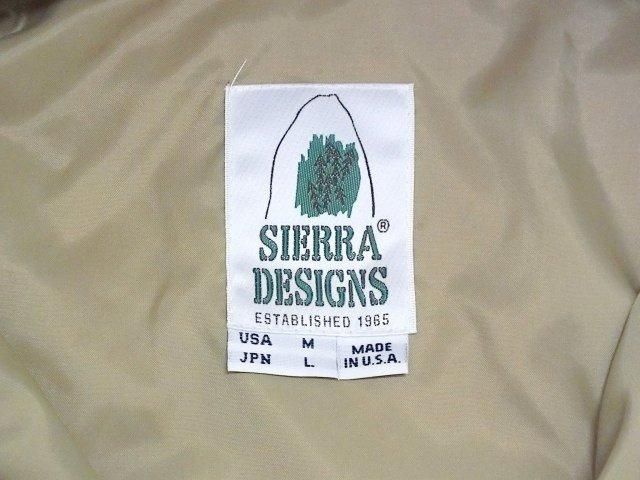 SIERRA ®
DESIGNS
ESTABLISHED 1965
USA M
JPN L
MADE
IN U.S.A.